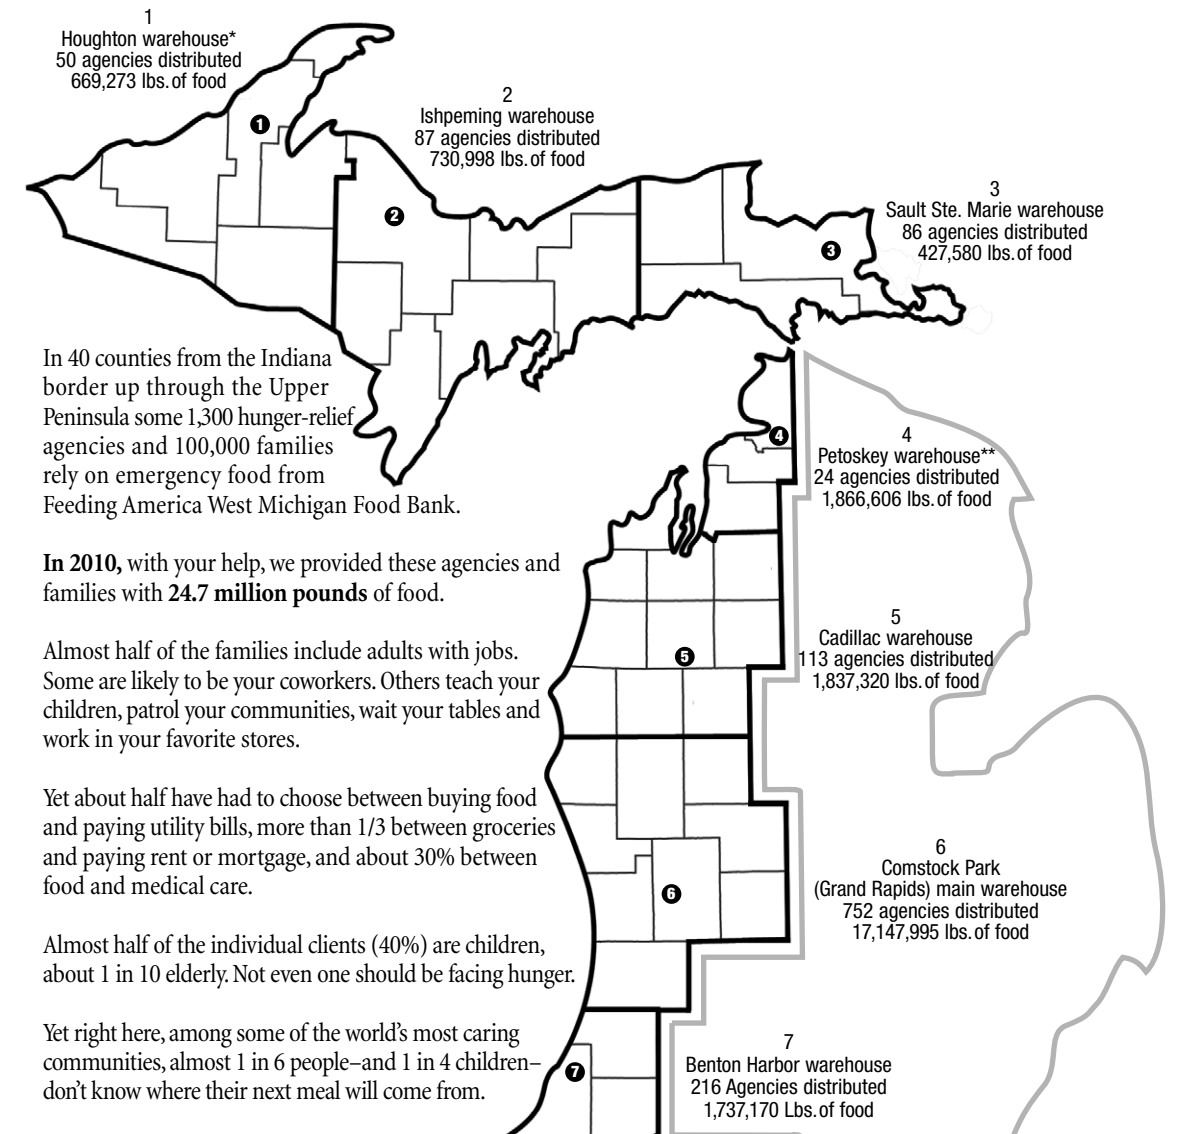 1
Houghton warehouse*
50 agencies distributed
669,273 lbs. of food
2
Ishpeming warehouse
87 agencies distributed
730,998 lbs. of food
3
Sault Ste. Marie warehouse
86 agencies distributed
427,580 lbs. of food
1
2
3
In 40 counties from the Indiana
border up through the Upper
Peninsula some 1,300 hunger-relief
agencies and 100,000 families
rely on emergency food from
Feeding America West Michigan Food Bank.
4
4
Petoskey warehouse**
24 agencies distributed
1,866,606 lbs. of food
In 2010, with your help, we provided these agencies and
families with 24.7 million pounds of food.
5
Cadillac warehouse
113 agencies distributed
1,837,320 lbs. of food
5
Almost half of the families include adults with jobs.
Some are likely to be your coworkers. Others teach your
children, patrol your communities, wait your tables and
work in your favorite stores.
Yet about half have had to choose between buying food
and paying utility bills, more than 1/3 between groceries
and paying rent or mortgage, and about 30% between
food and medical care.
6
6
Comstock Park
(Grand Rapids) main warehouse
752 agencies distributed
17,147,995 lbs. of food
Almost half of the individual clients (40%) are children,
about 1 in 10 elderly. Not even one should be facing hunger.
Yet right here, among some of the world's most caring
communities, almost 1 in 6 people–and 1 in 4 children–
don't know where their next meal will come from.
7
7
Benton Harbor warehouse
216 Agencies distributed
1,737,170 Lbs. of food